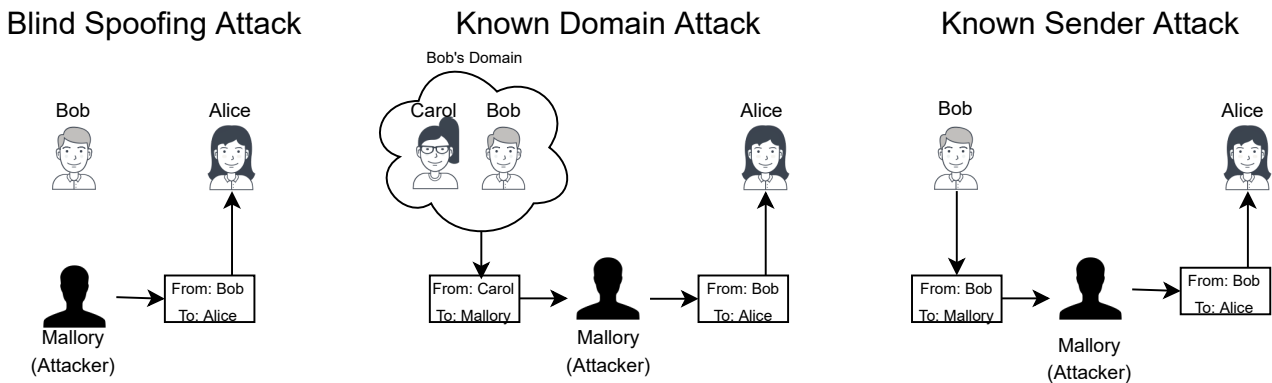 Blind Spoofing Attack
Bob
Alice
From: Bob
To: Alice
Mallory
(Attacker)
Known Domain Attack
Bob's Domain
Carol
Bob
Alice
From: Carol
To: Mallory
Mallory
(Attacker)
From: Bob
To: Alice
Known Sender Attack
Bob
Alice
From: Bob
To: Mallory
Mallory
(Attacker)
From: Bob
To: Alice